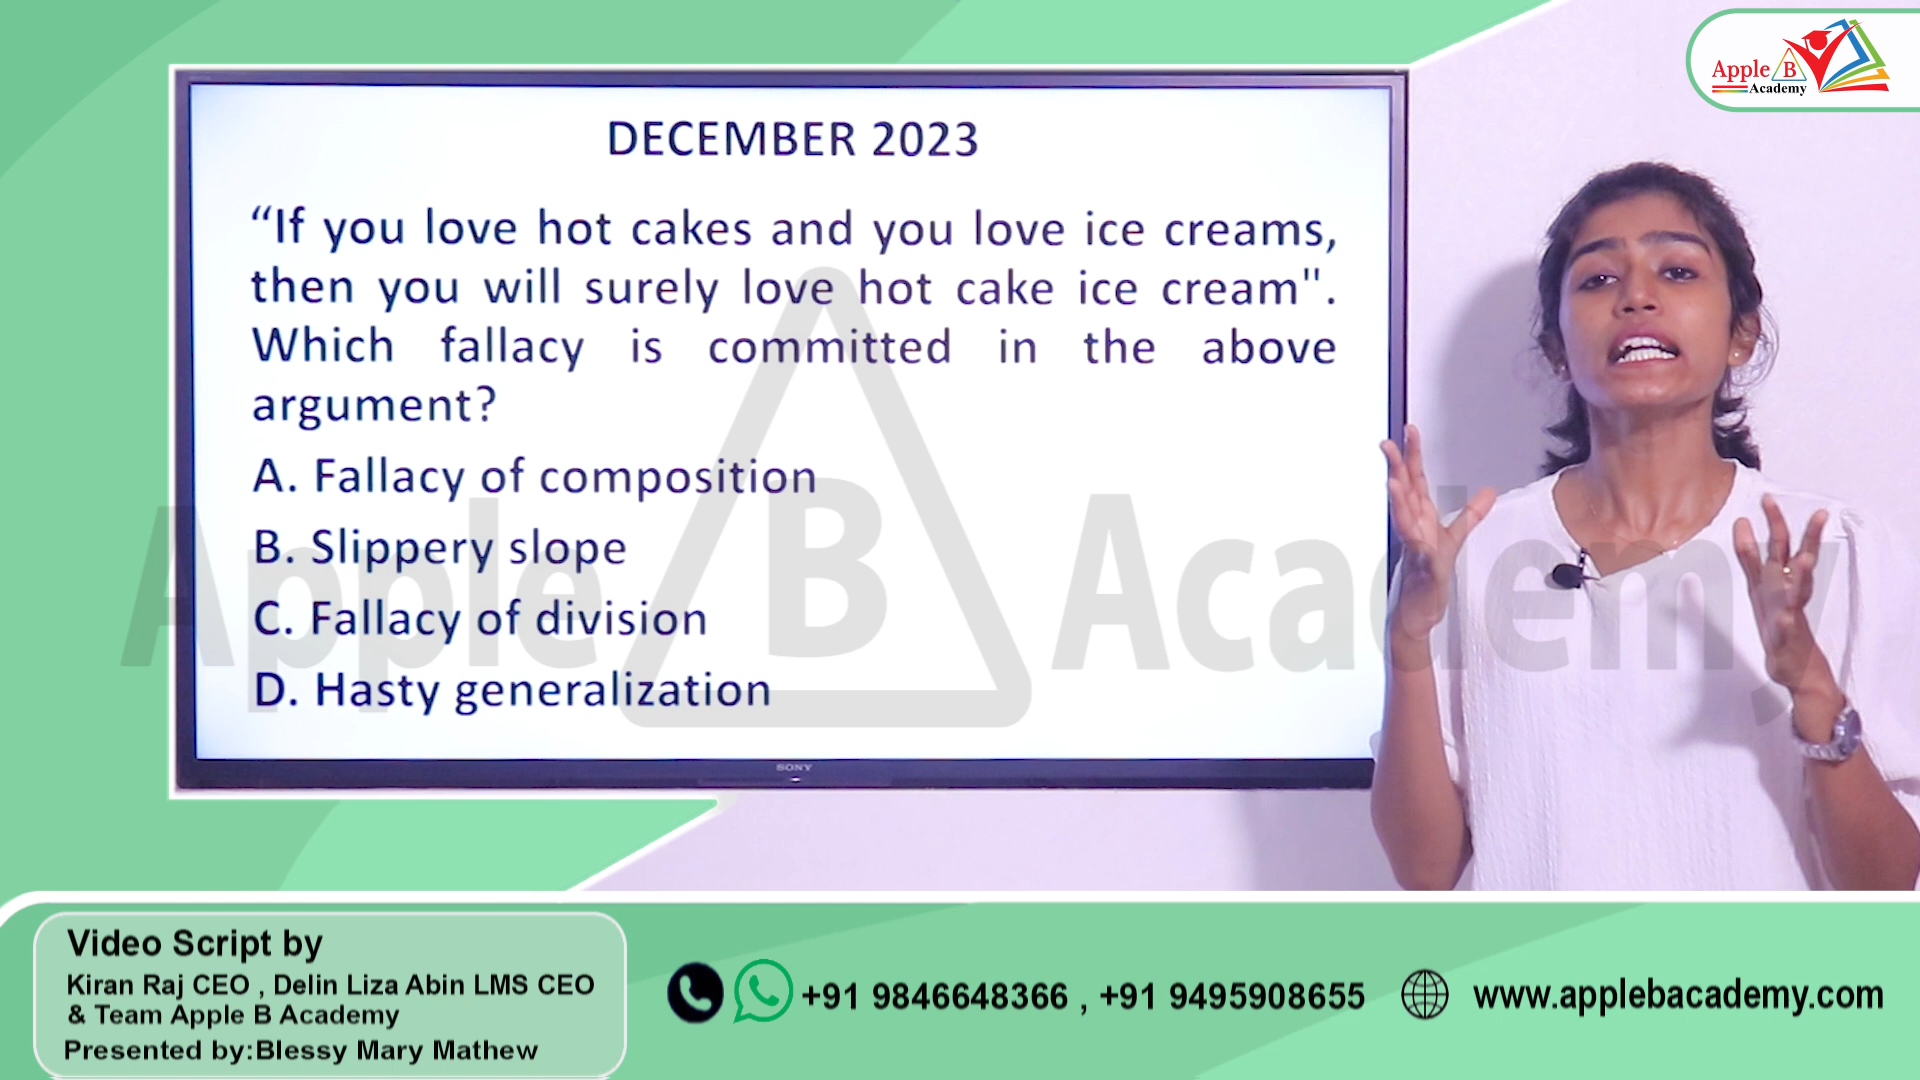 Apple B
Academy
DECEMBER 2023
“If you love hot cakes and you love ice creams,
then you will surely love hot cake ice cream".
Which fallacy is committed in the above
argument?
A. Fallacy of composition
B. Slippery slope
C. Fallacy of division
D. Hasty generalization
Apple B Academy
SONY
Video Script by
Kiran Raj CEO , Delin Liza Abin LMS CEO
& Team Apple B Academy
Presented by:Blessy Mary Mathew
+91 9846648366 , +91 9495908655
www.applebacademy.com